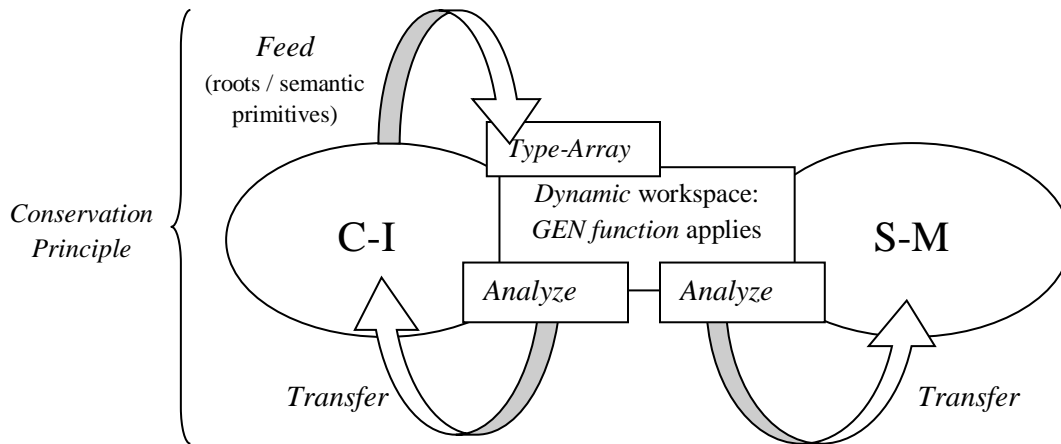 Feed
(roots / semantic
primitives)
Type-Array
Dynamic workspace:
GEN function applies
Conservation
Principle
C-I
S-M
Analyze
Analyze
Transfer
Transfer